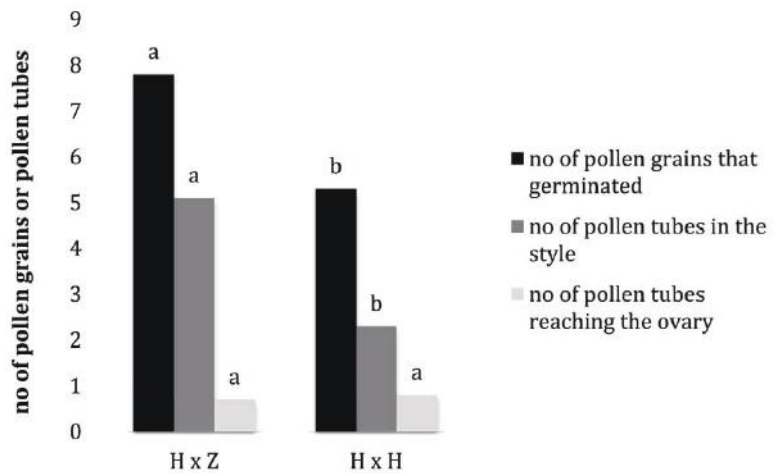 no of pollen grains or pollen tubes
9
8
7
6
5
4
3
2
1
0
a
a
a
b
b
a
H x Z
H x H
no of pollen grains that
germinated
no of pollen tubes in the
style
no of pollen tubes
reaching the ovary